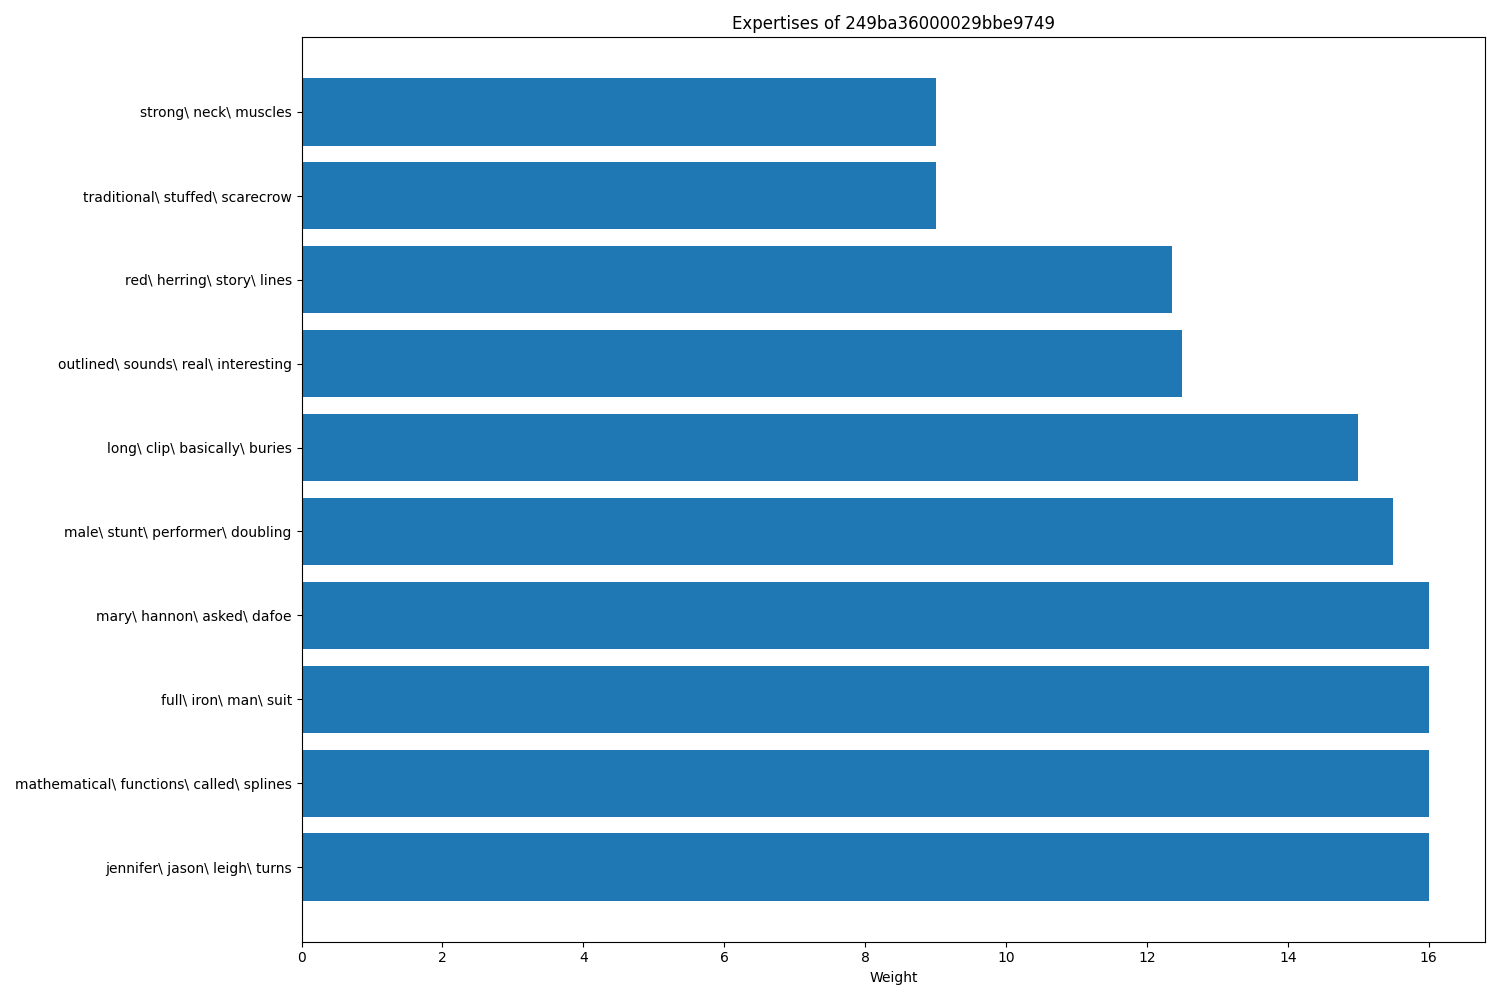 Expertises of 249ba36000029bbe9749
strong\ neck\ muscles
traditional\ stuffed\ scarecrow
red\ herring\ story\ lines
outlined\ sounds\ real\ interesting
long\ clip\ basically\ buries
male\ stunt\ performer\ doubling
mary\ hannon\ asked\ dafoe
full\ iron\ man\ suit
mathematical\ functions\ called\ splines
jennifer\ jason\ leigh\ turns
0 2 4 6 8 10 12 14 16
Weight